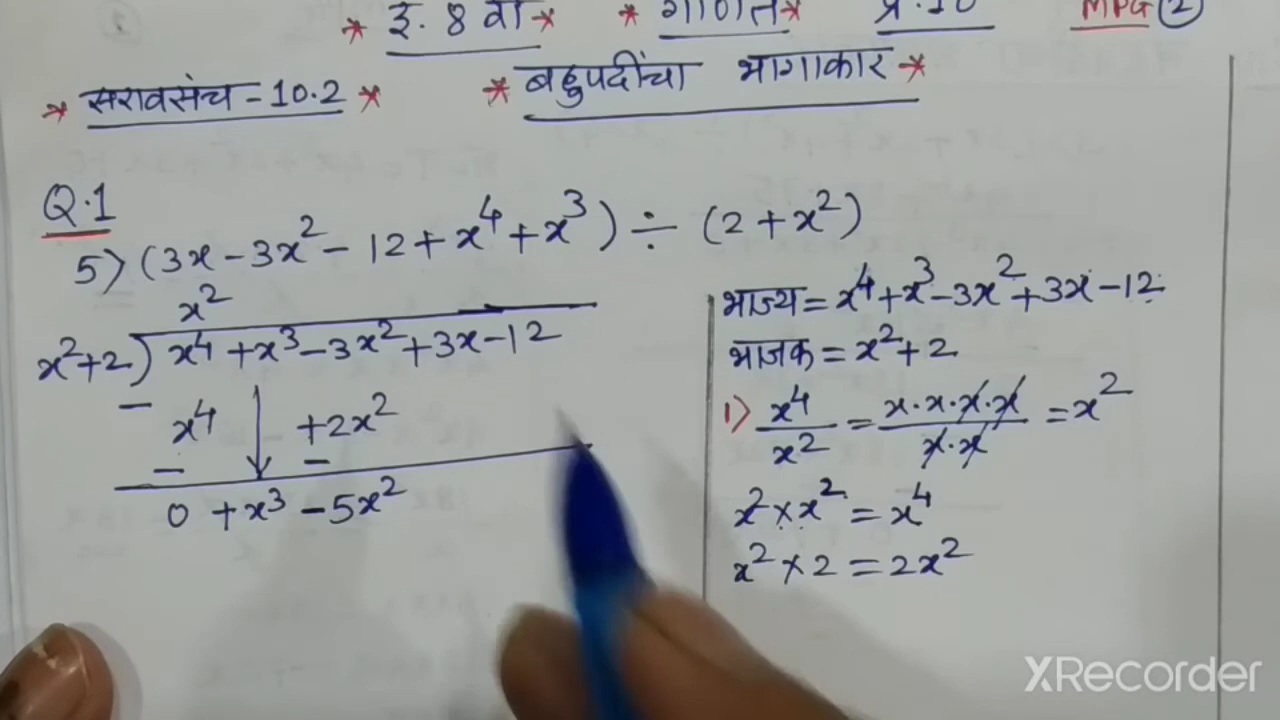 * इ. 8 वी * * गणित * प्र. 10 MPG 2
* सरावसंच - 10.2 * * बहुपदींचा भागाकार *
Q.1
5) (3x - 3x² - 12 + x⁴ + x³) ÷ (2 + x²)
x²
x²+2) x⁴ + x³ - 3x² + 3x - 12
- x⁴ ↓ + 2x²
- -
0 + x³ - 5x²
भाज्य = x⁴ + x³ - 3x² + 3x - 12
भाजक = x² + 2
1) x⁴/x² = x·x·x·x/x·x = x²
x² × x² = x⁴
x² × 2 = 2x²
XRecorder